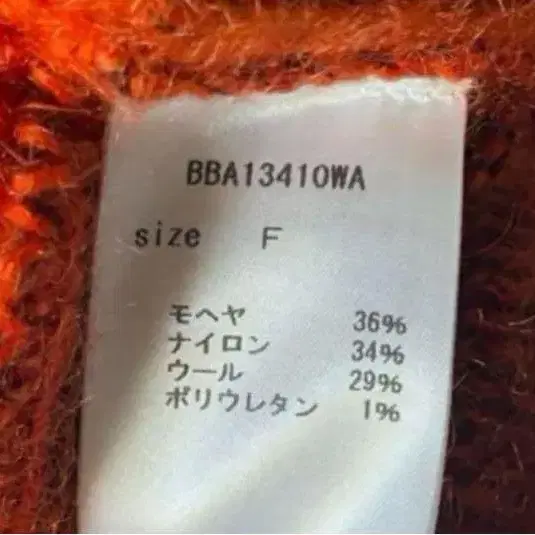 BBA13410WA
size F
モヘヤ 36%
ナイロン 34%
ウール 29%
ポリウレタン 1%